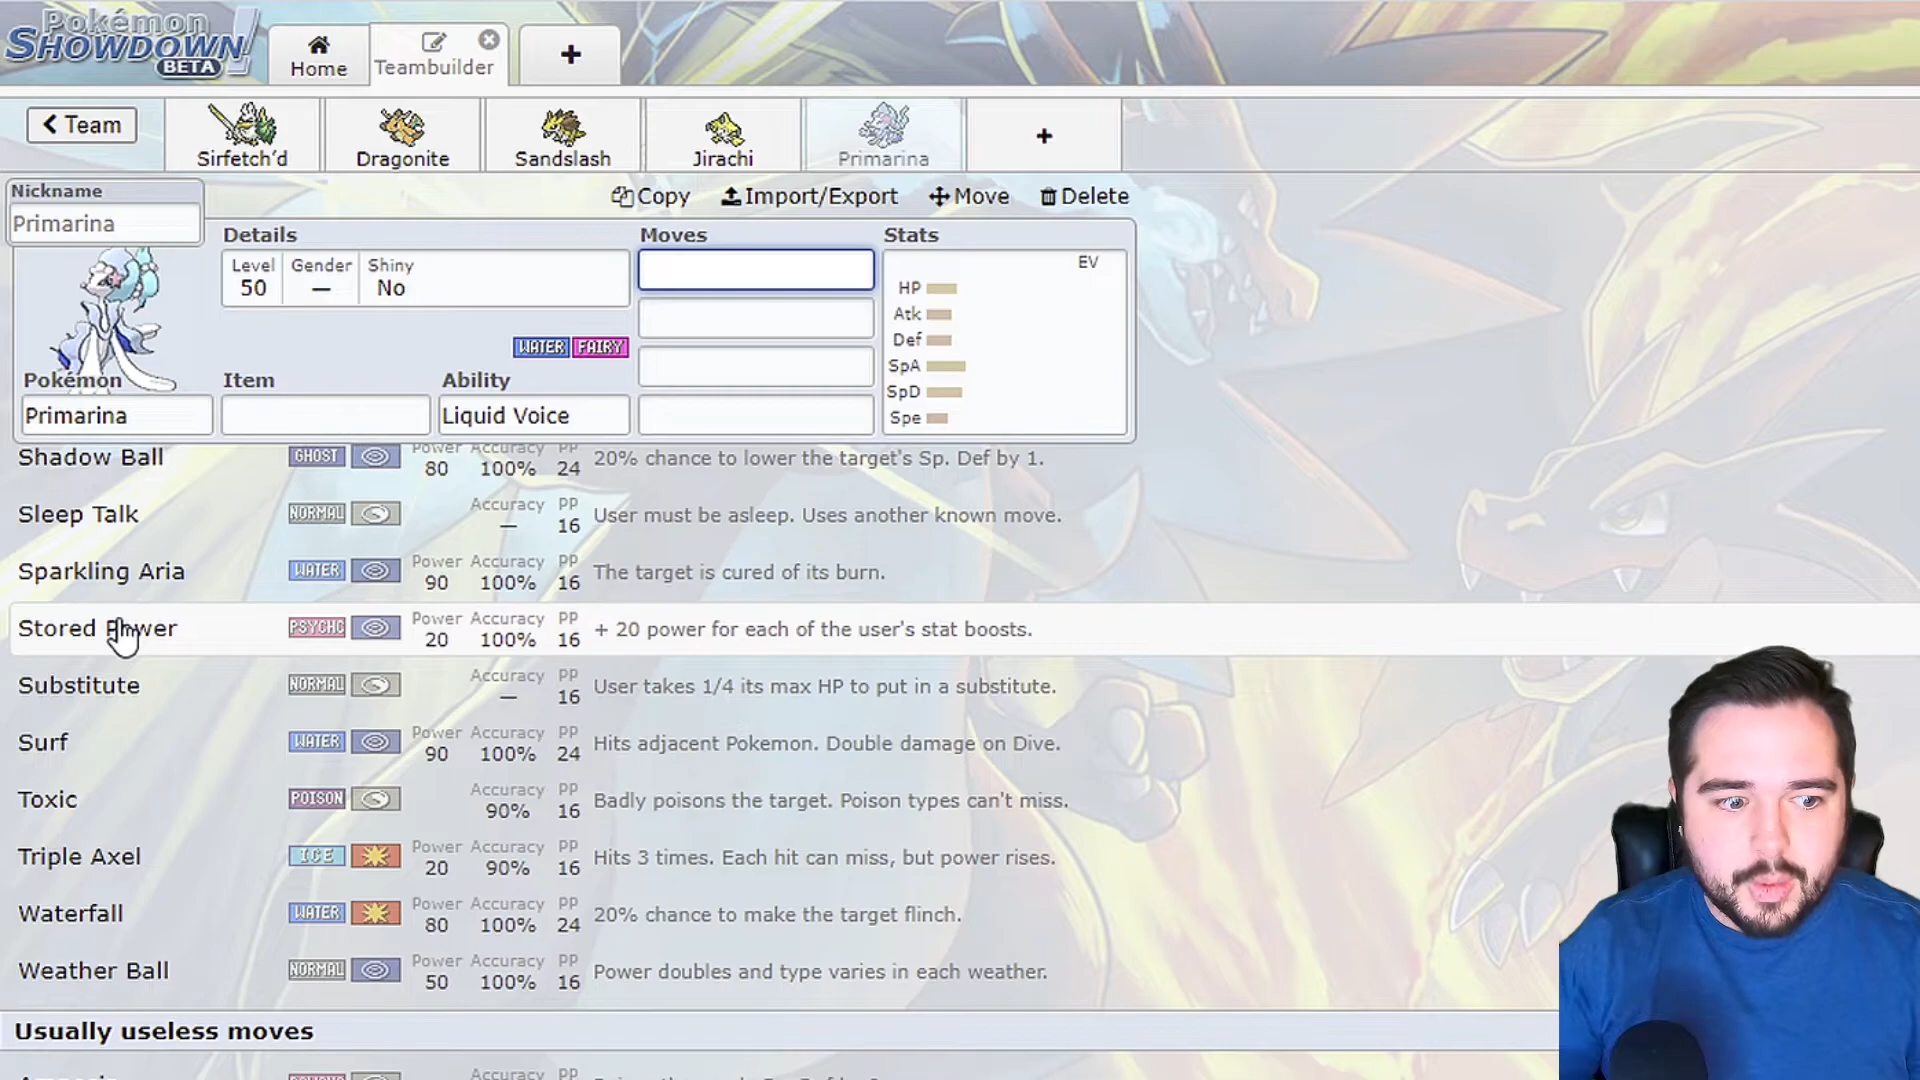 Pokémon
SHOWDOWN!
BETA
Home
Teambuilder
+
< Team
Sirfetch'd
Dragonite
Sandslash
Jirachi
Primarina
+
Nickname
Primarina
Copy
Import/Export
Move
Delete
Details
Moves
Stats
Level
50
Gender
—
Shiny
No
EV
HP
Atk
Def
SpA
SpD
Spe
WATER FAIRY
Pokémon
Primarina
Item
Ability
Liquid Voice
Shadow Ball GHOST Power 80 Accuracy 100% PP 24 20% chance to lower the target's Sp. Def by 1.
Sleep Talk NORMAL Accuracy — PP 16 User must be asleep. Uses another known move.
Sparkling Aria WATER Power 90 Accuracy 100% PP 16 The target is cured of its burn.
Stored Power PSYCHC Power 20 Accuracy 100% PP 16 + 20 power for each of the user's stat boosts.
Substitute NORMAL Accuracy — PP 16 User takes 1/4 its max HP to put in a substitute.
Surf WATER Power 90 Accuracy 100% PP 24 Hits adjacent Pokemon. Double damage on Dive.
Toxic POISON Accuracy 90% PP 16 Badly poisons the target. Poison types can't miss.
Triple Axel ICE Power 20 Accuracy 90% PP 16 Hits 3 times. Each hit can miss, but power rises.
Waterfall WATER Power 80 Accuracy 100% PP 24 20% chance to make the target flinch.
Weather Ball NORMAL Power 50 Accuracy 100% PP 16 Power doubles and type varies in each weather.
Usually useless moves
Accuracy PP